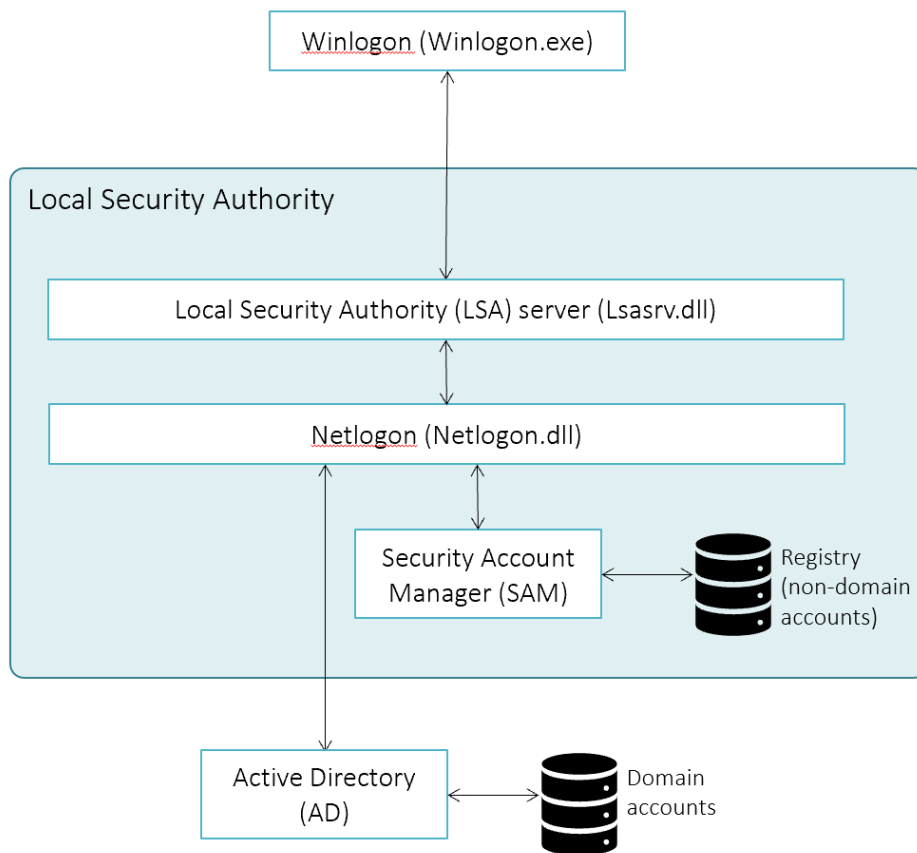 Winlogon (Winlogon.exe)
Local Security Authority
Local Security Authority (LSA) server (Lsasrv.dll)
Netlogon (Netlogon.dll)
Security Account
Manager (SAM)
Registry
(non-domain
accounts)
Active Directory
(AD)
Domain
accounts